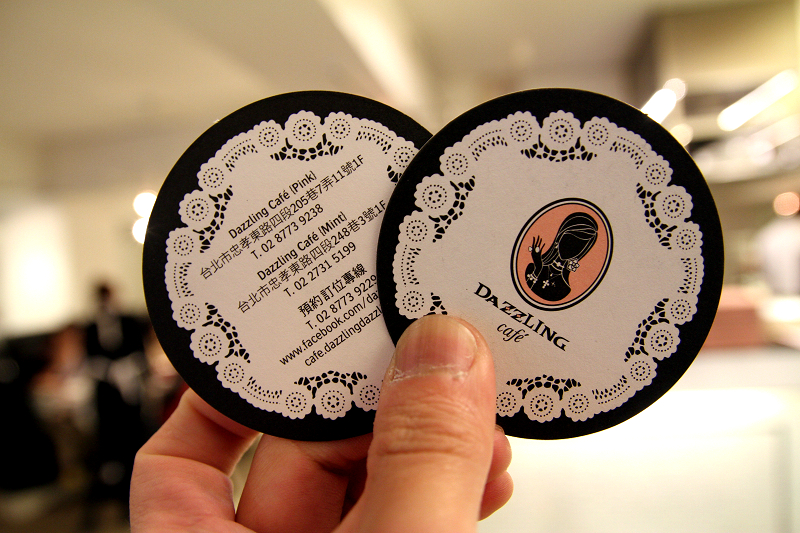 Dazzling Café (Pink)
台北市忠孝東路四段205巷7弄11號1F
T. 02 8773 9238
Dazzling Café (Mint)
台北市忠孝東路四段248巷3號1F
T. 02 2731 5199
預約訂位專線
T. 02 8773 9229
www.facebook.com/da
cafe.dazzlingdazzl
DAZZLING
café